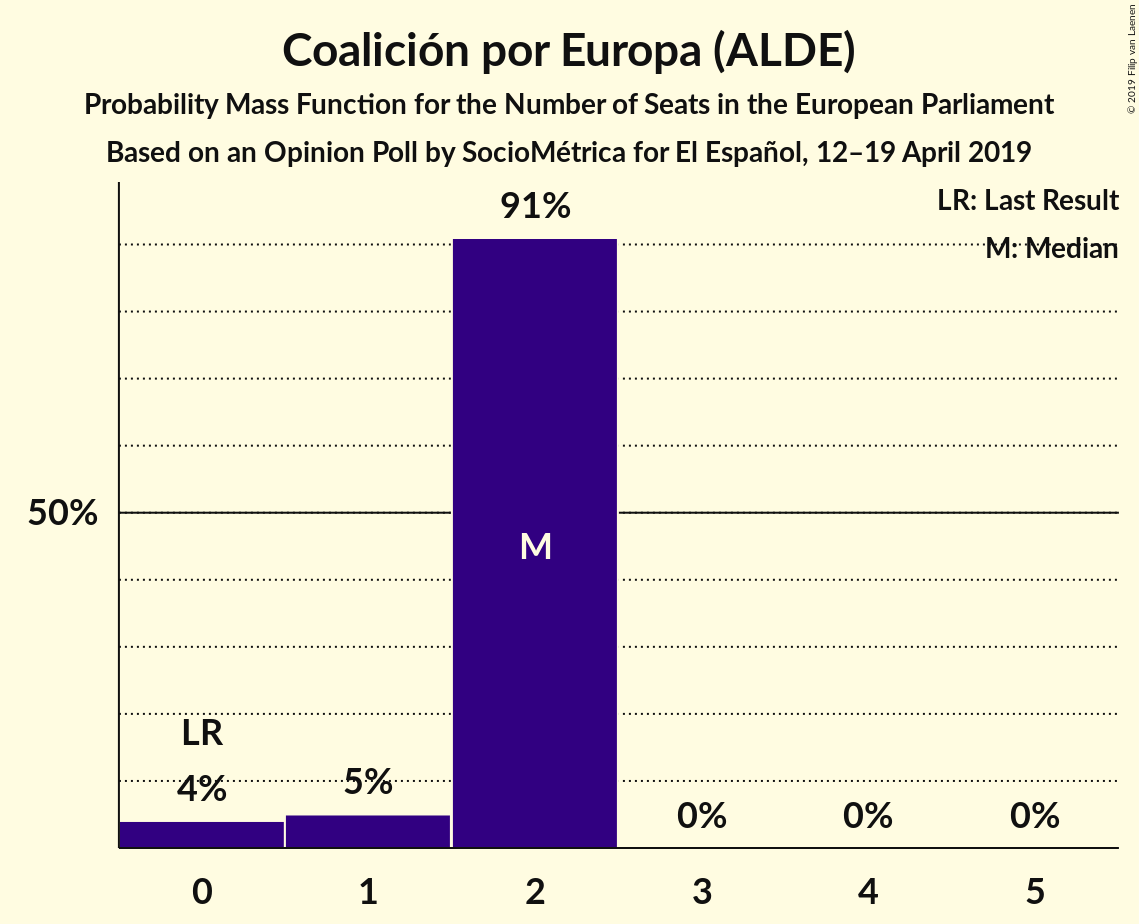 Coalición por Europa (ALDE)
Probability Mass Function for the Number of Seats in the European Parliament
Based on an Opinion Poll by SocioMétrica for El Español, 12–19 April 2019
© 2019 Filip van Laenen
LR: Last Result
M: Median
91%
50%
M
LR
4%
5%
0%
0%
0%
0 1 2 3 4 5